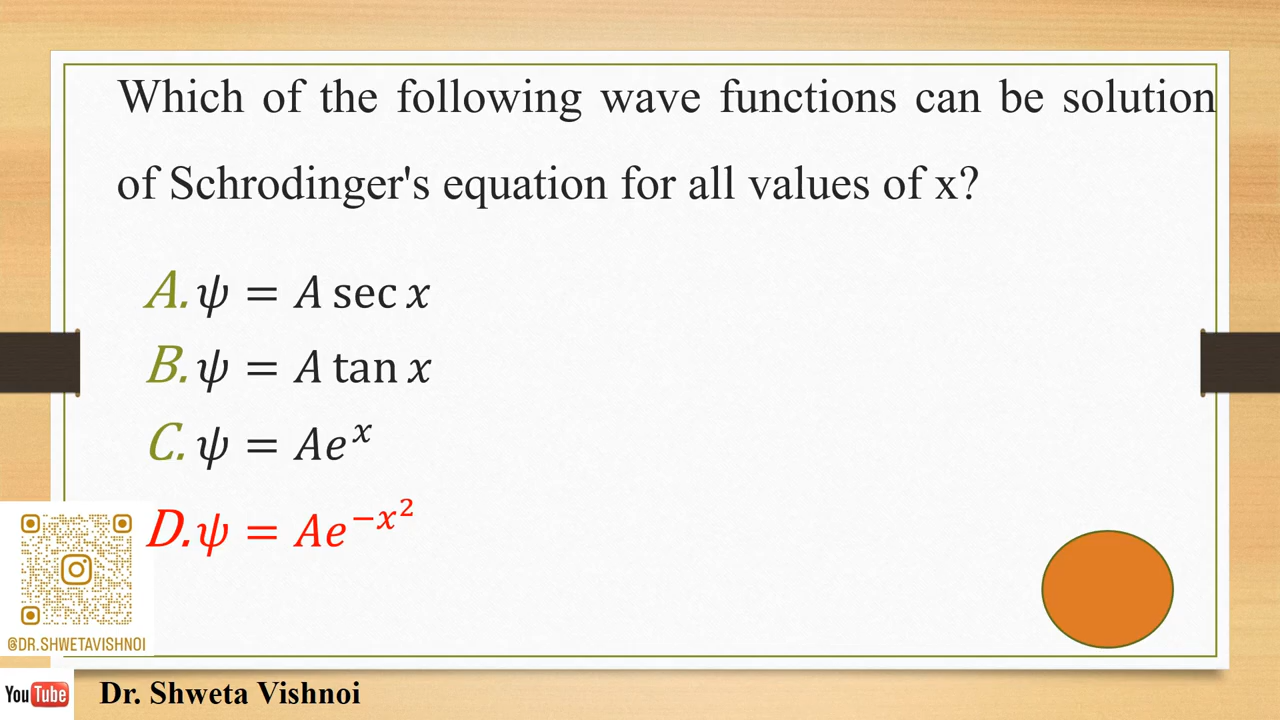 Which of the following wave functions can be solution
of Schrodinger's equation for all values of x?
A. ψ = A sec x
B. ψ = A tan x
C. ψ = Ae^x
D. ψ = Ae^{-x^2}
@DR.SHWETAVISHNOI
YouTube Dr. Shweta Vishnoi